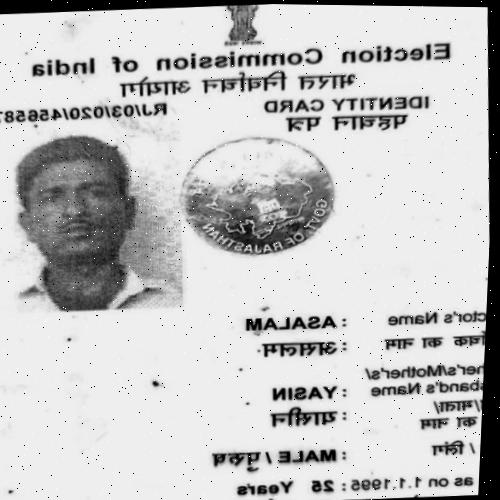 Election Commission of India
भारत निर्वाचन आयोग
IDENTITY CARD
पहचान पत्र
RJ/03/020/456587
GOVT. OF RAJASTHAN
ctor's Name : ASALAM
का नाम : असलम
her's/Mother's/
sband's Name : YASIN
/माता/ : यासीन
का नाम
/ लिंग : MALE / पुरुष
as on 1.1.1995 : 25 Years